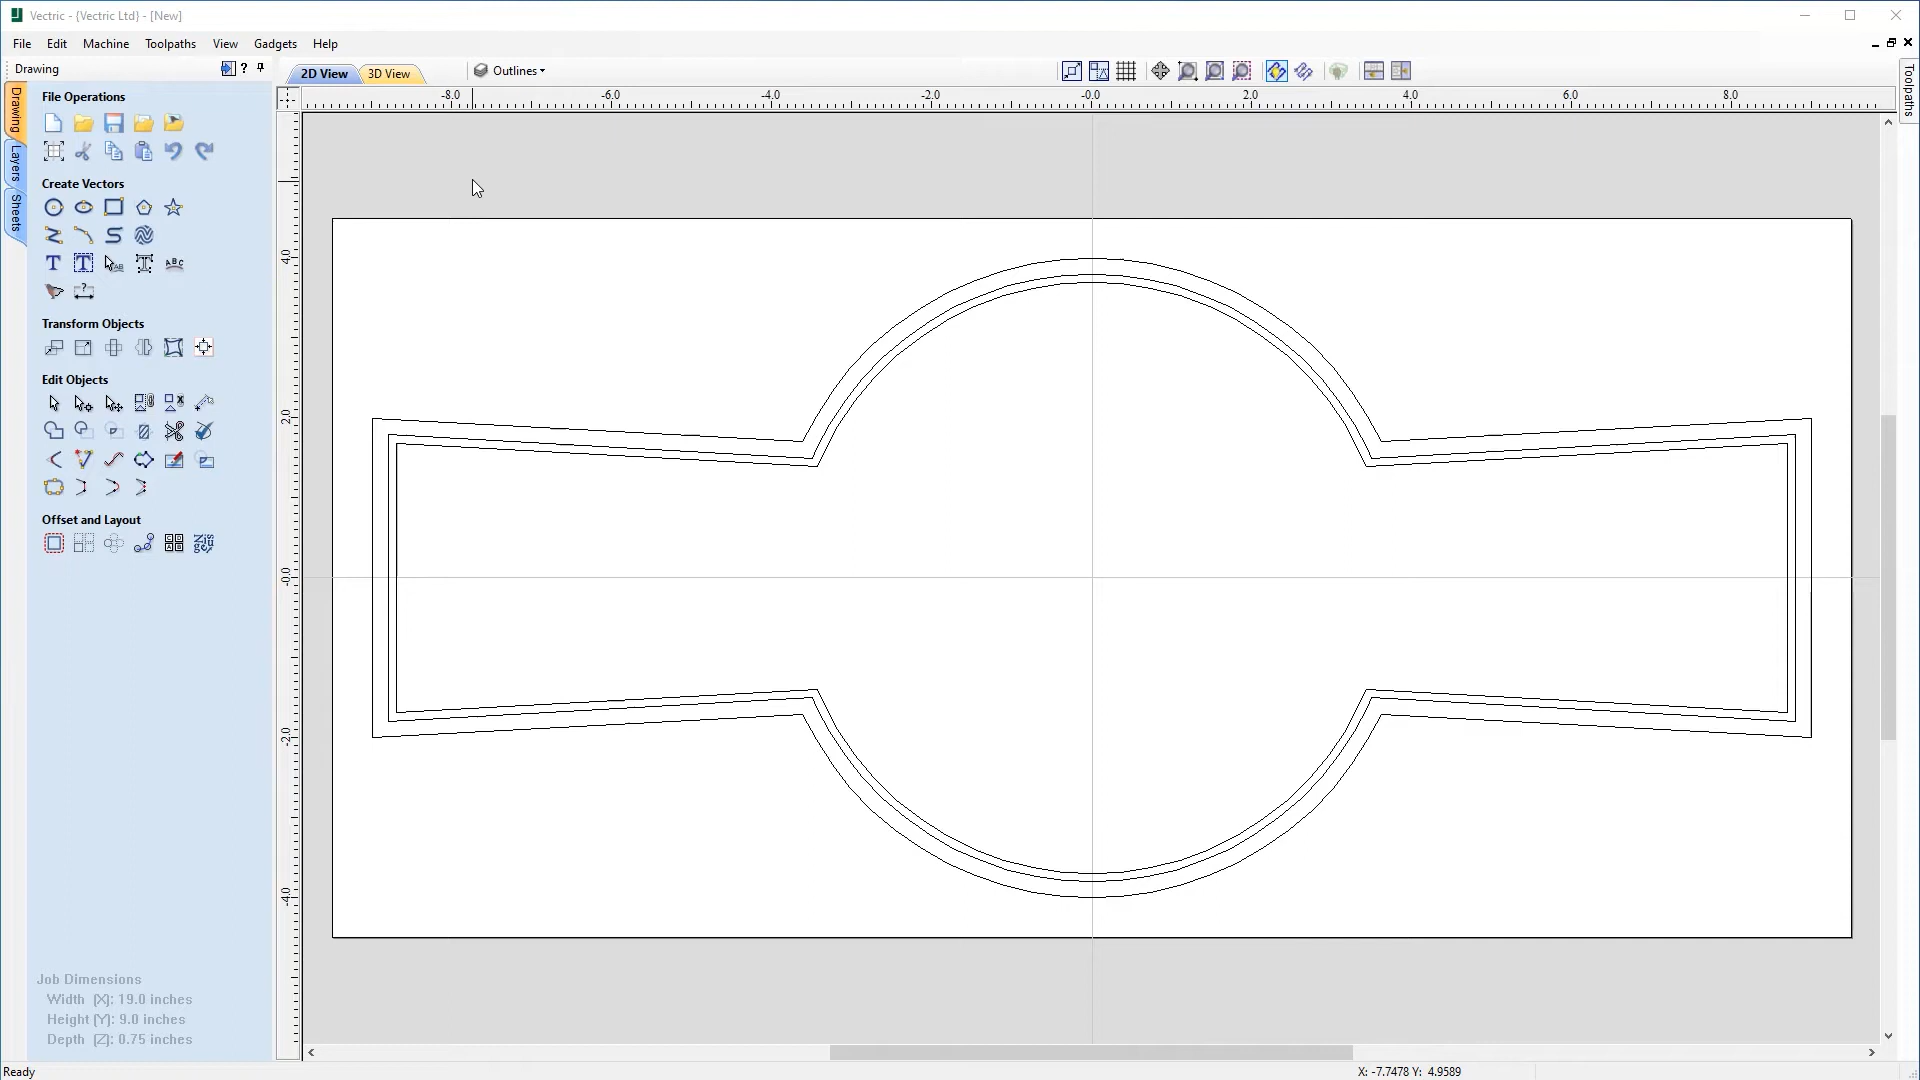 Vectric - {Vectric Ltd} - [New]
File Edit Machine Toolpaths View Gadgets Help
Drawing ?
2D View 3D View Outlines
Drawing
Layers
Sheets
Toolpaths
File Operations
Create Vectors
Transform Objects
Edit Objects
Offset and Layout
-8.0 -6.0 -4.0 -2.0 -0.0 2.0 4.0 6.0 8.0
4.0
2.0
-0.0
-2.0
-4.0
Job Dimensions
Width (X): 19.0 inches
Height (Y): 9.0 inches
Depth (Z): 0.75 inches
Ready
X: -7.7478 Y: 4.9589